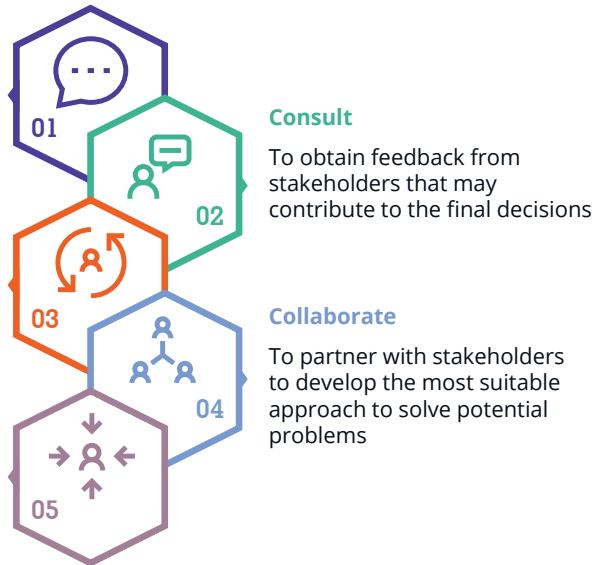 01
Consult
To obtain feedback from
stakeholders that may
contribute to the final decisions
02
03
Collaborate
To partner with stakeholders
to develop the most suitable
approach to solve potential
problems
04
05